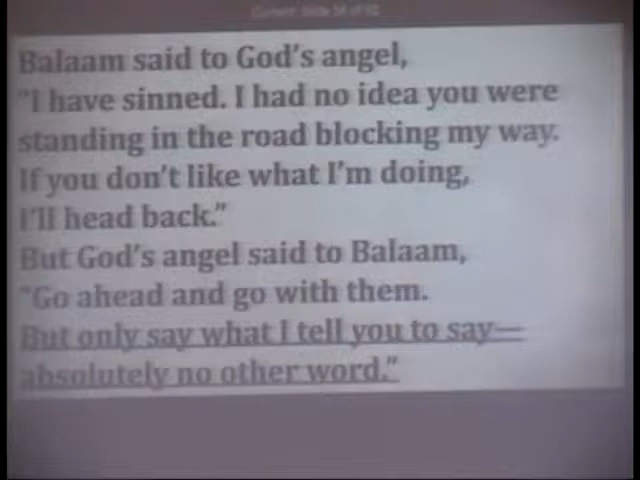 Balaam said to God's angel,
"I have sinned. I had no idea you were
standing in the road blocking my way.
If you don't like what I'm doing,
I'll head back."
But God's angel said to Balaam,
"Go ahead and go with them.
But only say what I tell you to say—
absolutely no other word."